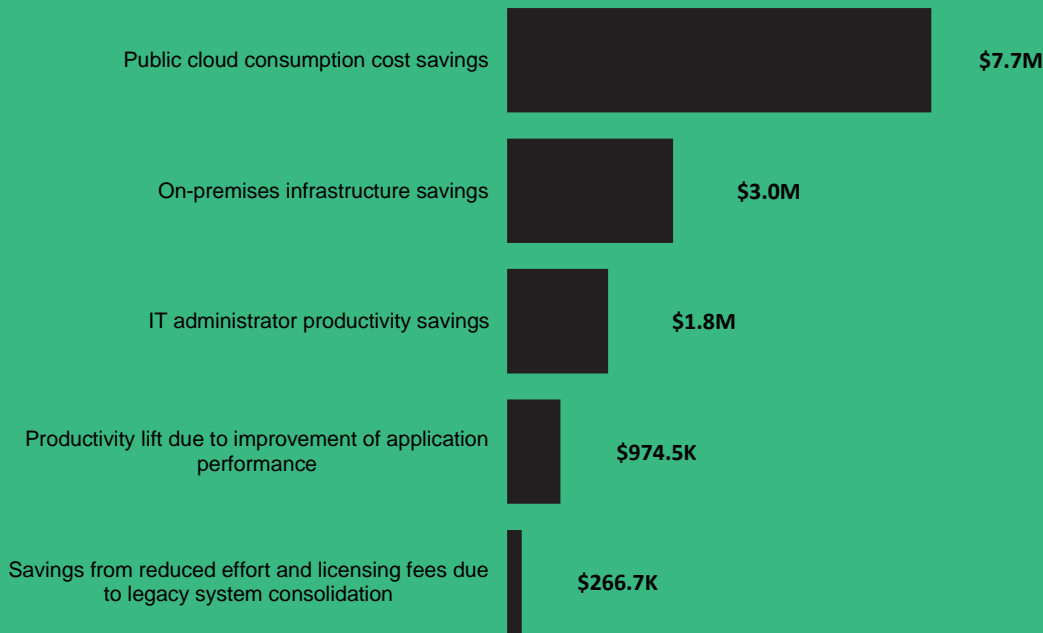 Public cloud consumption cost savings
$7.7M
On-premises infrastructure savings
$3.0M
IT administrator productivity savings
$1.8M
Productivity lift due to improvement of application
performance
$974.5K
Savings from reduced effort and licensing fees due
to legacy system consolidation
$266.7K